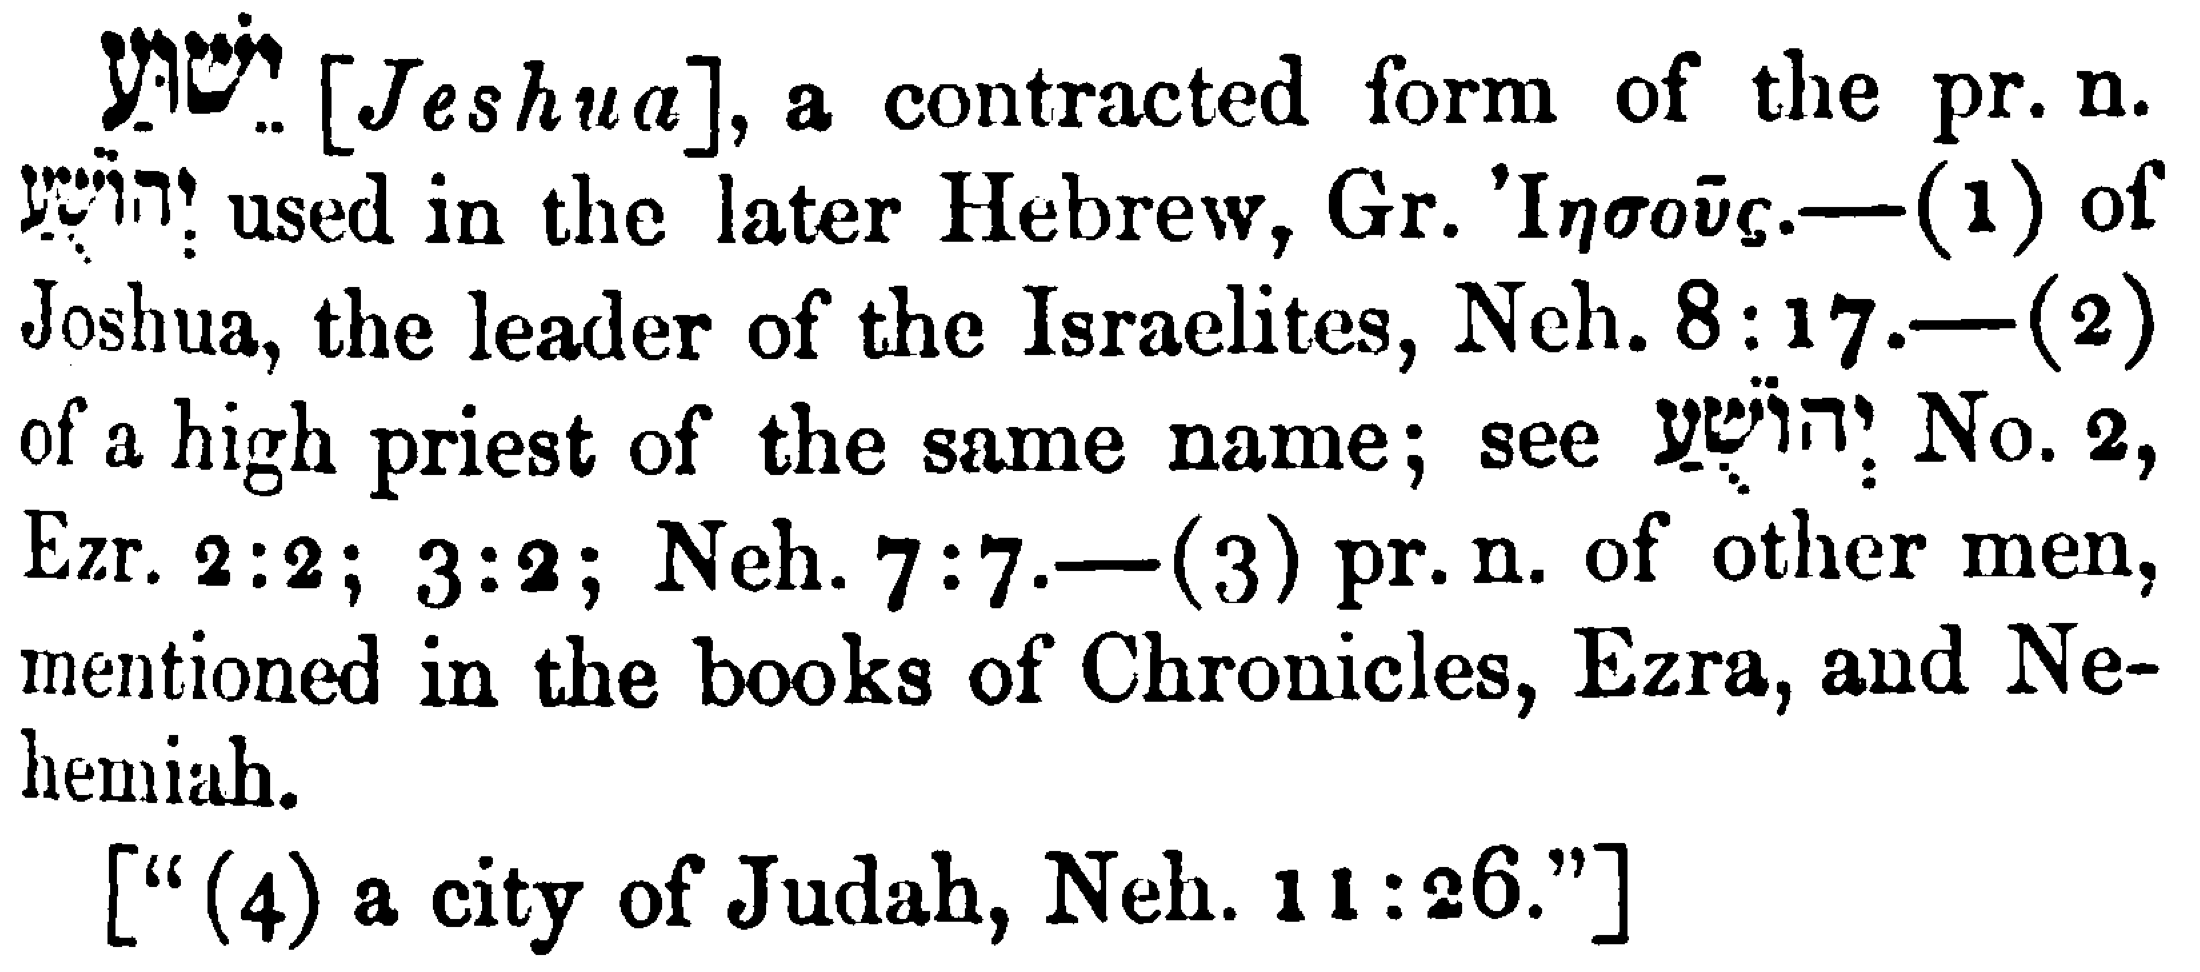 יֵשׁוּעַ [Jeshua], a contracted form of the pr. n.
יְהוֹשֻׁעַ used in the later Hebrew, Gr. Ἰησοῦς.—(1) of
Joshua, the leader of the Israelites, Neh. 8:17.—(2)
of a high priest of the same name; see יְהוֹשֻׁעַ No. 2,
Ezr. 2:2; 3:2; Neh. 7:7.—(3) pr. n. of other men,
mentioned in the books of Chronicles, Ezra, and Ne-
hemiah.
[“(4) a city of Judah, Neh. 11:26.”]